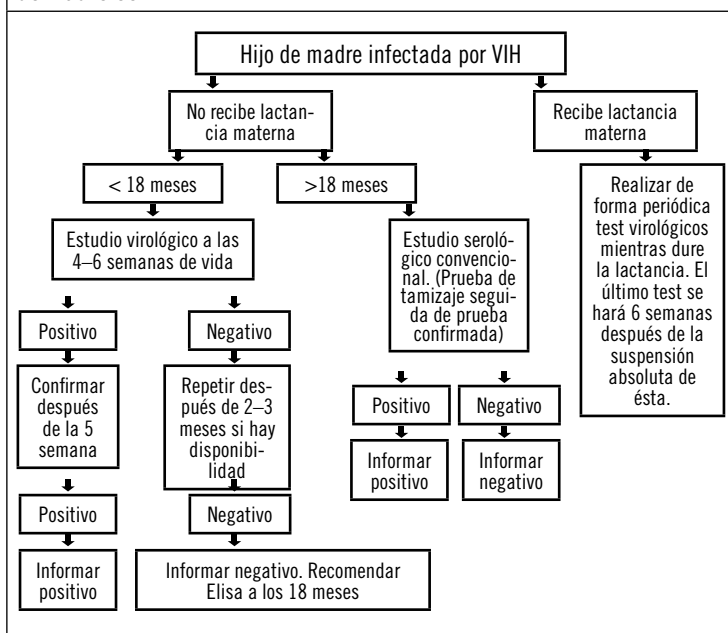 Hijo de madre infectada por VIH
No recibe lactan-
cia materna
Recibe lactancia
materna
< 18 meses
>18 meses
Realizar de
forma periódica
test virológicos
mientras dure
la lactancia. El
último test se
hará 6 semanas
después de la
suspensión
absoluta de
ésta.
Estudio virológico a las
4–6 semanas de vida
Estudio seroló-
gico convencio-
nal. (Prueba de
tamizaje segui-
da de prueba
confirmada)
Positivo
Negativo
Confirmar
después
de la 5
semana
Repetir des-
pués de 2–3
meses si hay
disponibi-
lidad
Positivo
Negativo
Informar
positivo
Informar
negativo
Positivo
Negativo
Informar
positivo
Informar negativo. Recomendar
Elisa a los 18 meses